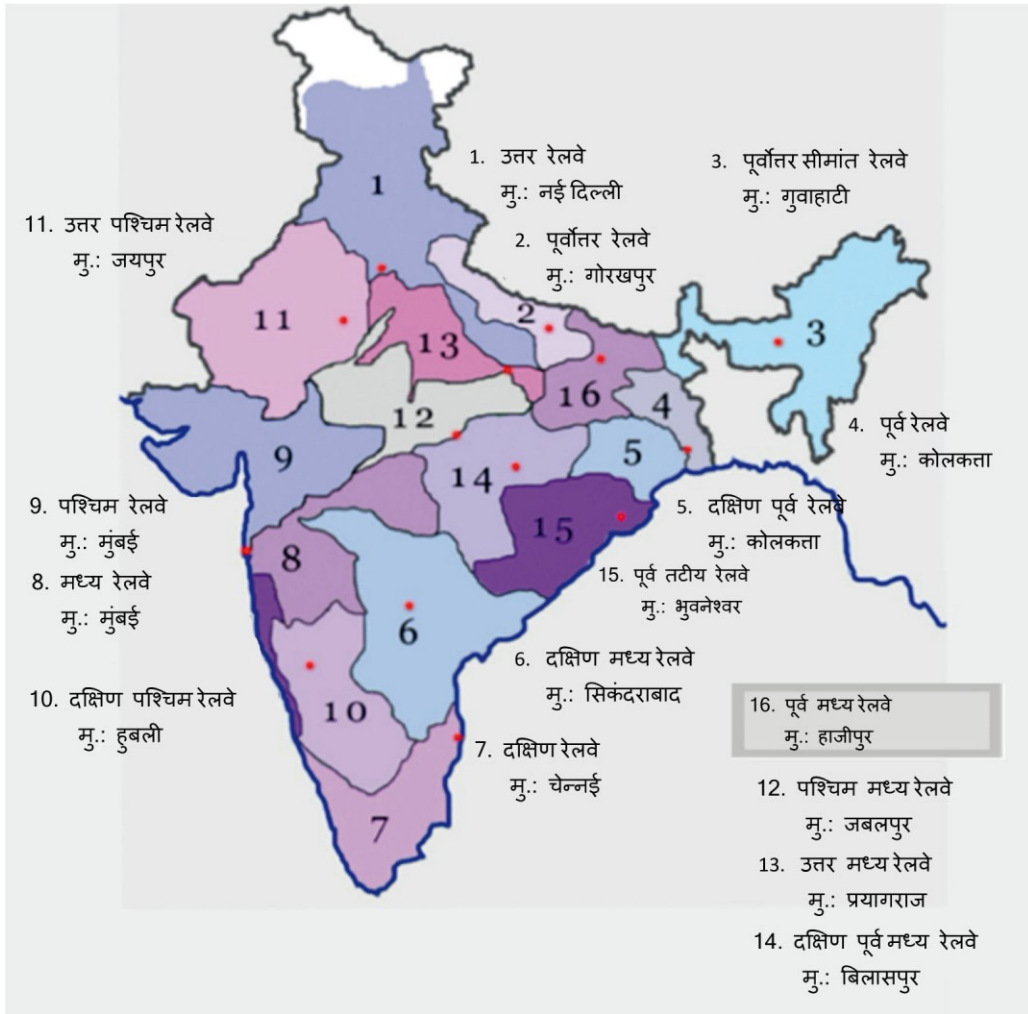 1. उत्तर रेलवे
मु.: नई दिल्ली
3. पूर्वोत्तर सीमांत रेलवे
मु.: गुवाहाटी
11. उत्तर पश्चिम रेलवे
मु.: जयपुर
2. पूर्वोत्तर रेलवे
मु.: गोरखपुर
1
2
3
11
13
16
4
12
9
5
14
15
8
6
10
7
4. पूर्व रेलवे
मु.: कोलकत्ता
9. पश्चिम रेलवे
मु.: मुंबई
5. दक्षिण पूर्व रेलवे
मु.: कोलकत्ता
8. मध्य रेलवे
मु.: मुंबई
15. पूर्व तटीय रेलवे
मु.: भुवनेश्वर
6. दक्षिण मध्य रेलवे
मु.: सिकंदराबाद
10. दक्षिण पश्चिम रेलवे
मु.: हुबली
16. पूर्व मध्य रेलवे
मु.: हाजीपुर
7. दक्षिण रेलवे
मु.: चेन्नई
12. पश्चिम मध्य रेलवे
मु.: जबलपुर
13. उत्तर मध्य रेलवे
मु.: प्रयागराज
14. दक्षिण पूर्व मध्य रेलवे
मु.: बिलासपुर